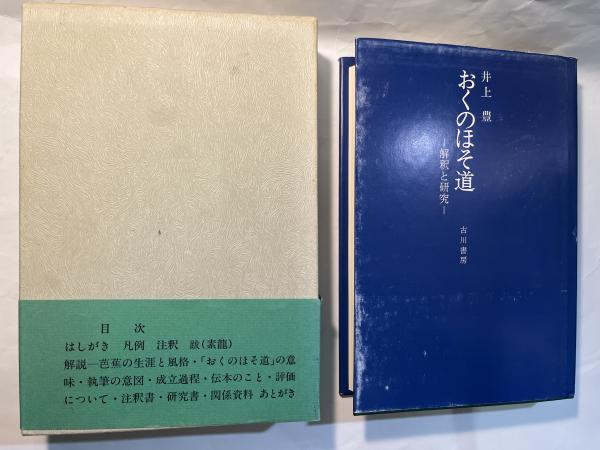 目次
はしがき 凡例 注釈 跋(素龍)
解説―芭蕉の生涯と風格・「おくのほそ道」の意
味・執筆の意図・成立過程・伝本のこと・評価
について・注釈書・研究書・関係資料 あとがき
井上 豊
おくのほそ道
―解釈と研究―
古川書房